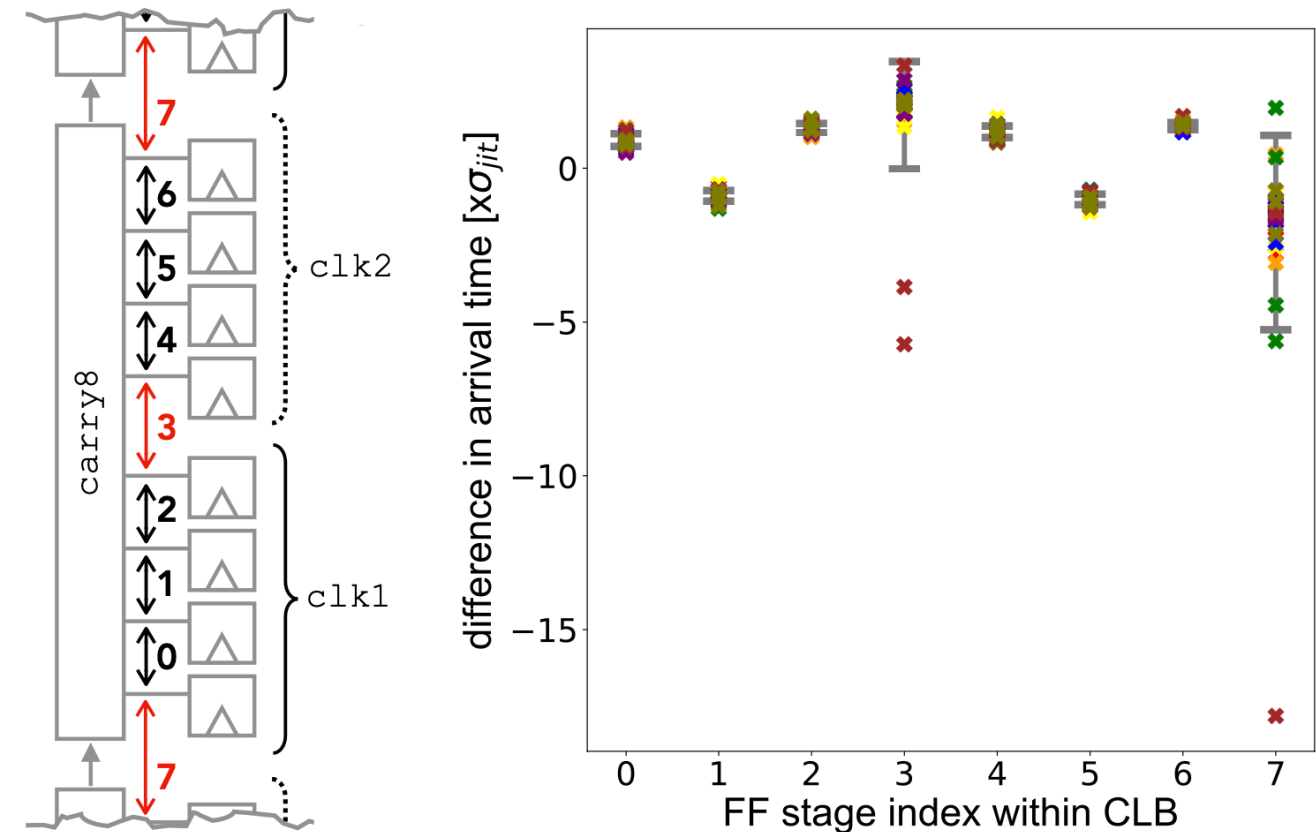 7
6
5
4
3
2
1
0
7
carry8
clk2
clk1
difference in arrival time [xσjit]
0
−5
−10
−15
0 1 2 3 4 5 6 7
FF stage index within CLB